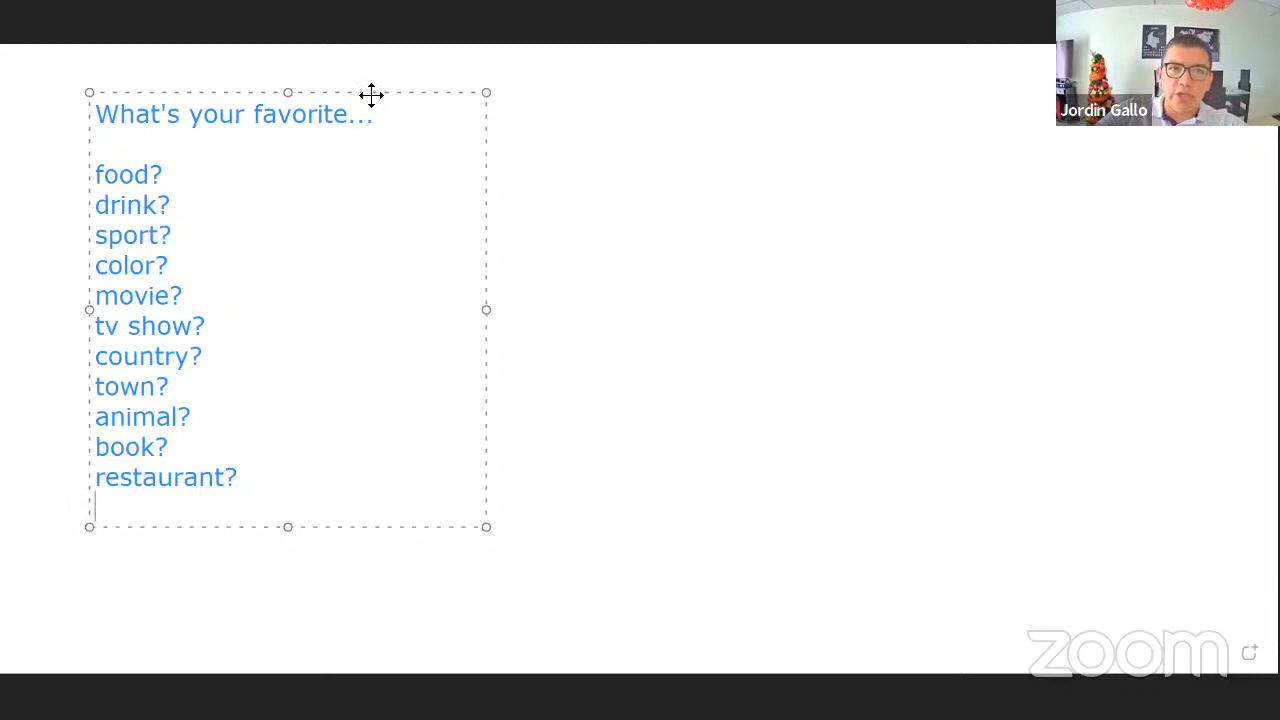 What's your favorite...
food?
drink?
sport?
color?
movie?
tv show?
country?
town?
animal?
book?
restaurant?
Jordin Gallo
zoom